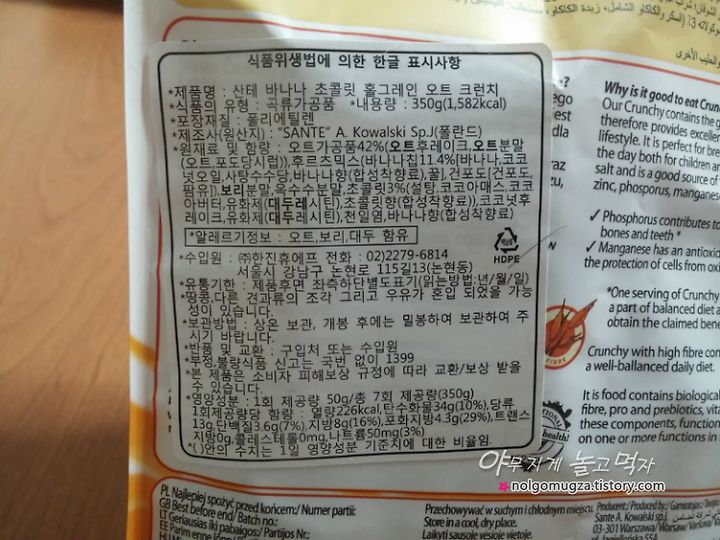 식품위생법에 의한 한글 표시사항
*제품명 : 산테 바나나 초콜릿 홀그레인 오트 크런치
*식품의 유형 : 곡류가공품 *내용량 : 350g(1,582kcal)
*포장재질 : 폴리에틸렌
*제조사(원산지) : "SANTE" A. Kowalski Sp.J(폴란드)
*원재료 및 함량 : 오트가공품42%(오트후레이크,오트분말
(오트,포도당시럽)),후르츠믹스(바나나칩11.4%[바나나,코코
넛오일,사탕수수당,바나나향(합성착향료),꿀],건포도[건포도,
팜유]),보리분말,옥수수분말,초콜릿3%(설탕,코코아매스,코코
아버터,유화제(대두레시틴),초콜릿향(합성착향료)),코코넛후
레이크,유화제(대두레시틴),천일염,바나나향(합성착향료)
*알레르기정보 : 오트,보리,대두 함유
HDPE
*수입원 : ㈜한진휴에프 전화 : 02)2279-6814
서울시 강남구 논현로 115길13(논현동)
*유통기한 : 제품후면 좌측하단별도표기(읽는방법:년/월/일)
*땅콩,다른 견과류의 조각 그리고 우유가 혼입 되었을 가능
성이 있습니다.
*보관방법 : 상온 보관, 개봉 후에는 밀봉하여 보관하여 주
시기 바랍니다.
*반품 및 교환 : 구입처 또는 수입원
*부정,불량식품 신고는 국번 없이 1399
*본 제품은 소비자 피해보상 규정에 따라 교환/보상 받을
수 있습니다.
*영양성분 : 1회 제공량 50g/총 7회 제공량(350g)
1회제공량당 함량 : 열량226kcal,탄수화물34g(10%),당류
13g,단백질3.6g(7%),지방8g(16%),포화지방4.3g(29%),트랜스
지방0g,콜레스테롤0mg,나트륨50mg(3%)
*( )안의 수치는 1일 영양성분 기준치에 대한 비율임.
Why is it good to eat Crun
Our Crunchy contains the g
therefore provides excellen
lifestyle. It is perfect for bre
the day both for children an
salt and is a good source of
zinc, phosporus, manganes
✓ Phosphorus contributes to
bones and teeth *
✓ Manganese has an antioxid
the protection of cells from oxi
*One serving of Crunchy
a part of balanced diet a
obtain the claimed bene
FIBRE
Crunchy with high fibre con
a well-ballanced daily diet.
It is food contains biological
fibre, pro and prebiotics, vita
these components, function
on one or more functions in
야무지게 놀고먹자
nolgomugza.tistory.com
PL Najlepiej spożyć przed końcem:/ Numer partii:
GB Best before end/ Batch no.:
LT Geriausias iki pabaigos/ Partijos Nr.:
Przechowywać w suchym i chłodnym miejscu.
Store in a cool, dry place.
Laikyti sausoje vėsioje vietoje.
Producent/ Produced by:/ Gamintojas:/
Sante A. Kowalski sp.j.
03-301 Warszawa/
Jagiellońska 55A